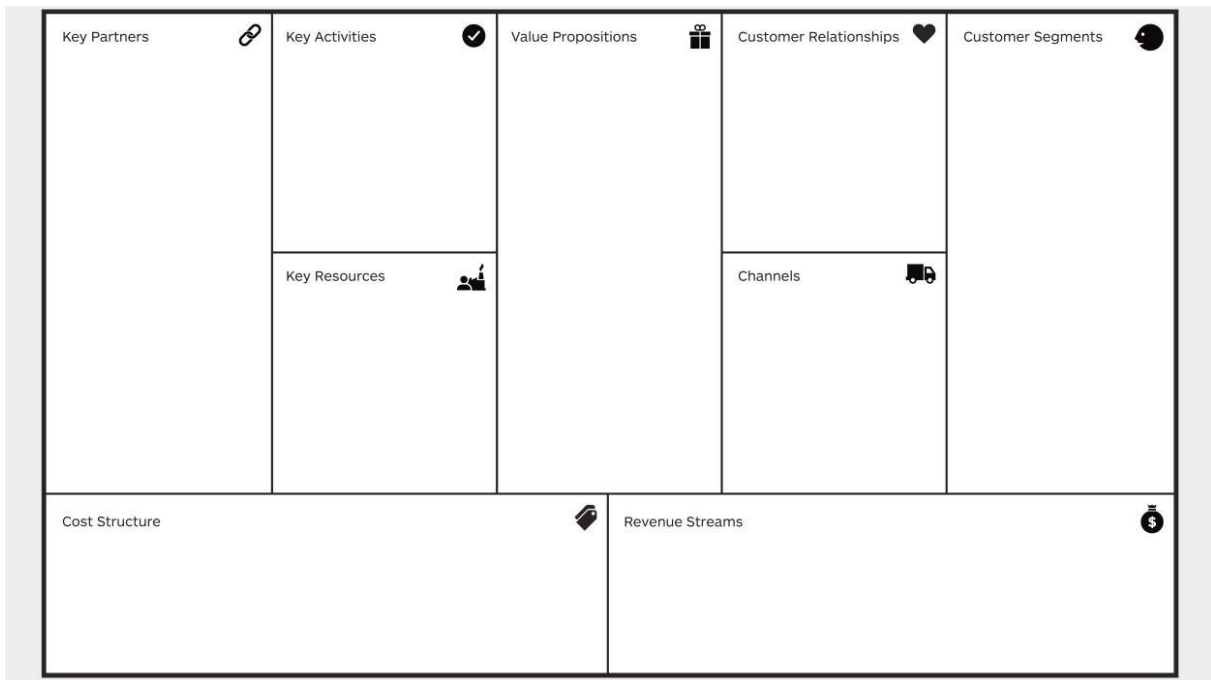 Key Partners
Key Activities
Value Propositions
Customer Relationships
Customer Segments
Key Resources
Channels
Cost Structure
Revenue Streams
$